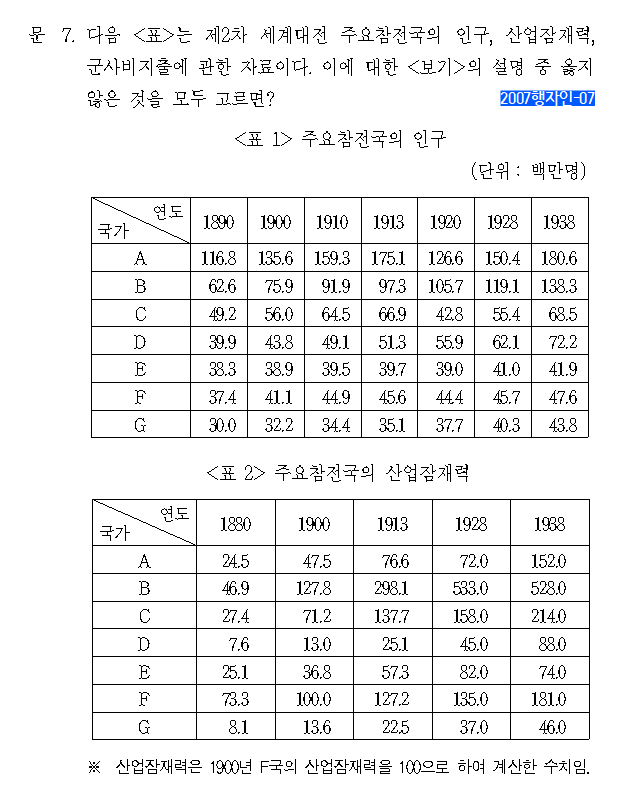 문 7. 다음 <표>는 제2차 세계대전 주요참전국의 인구, 산업잠재력,
군사비지출에 관한 자료이다. 이에 대한 <보기>의 설명 중 옳지
않은 것을 모두 고르면? 2007행자인-07
<표 1> 주요참전국의 인구
(단위 : 백만명)
국가 연도 1890 1900 1910 1913 1920 1928 1938
A 116.8 135.6 159.3 175.1 126.6 150.4 180.6
B 62.6 75.9 91.9 97.3 105.7 119.1 138.3
C 49.2 56.0 64.5 66.9 42.8 55.4 68.5
D 39.9 43.8 49.1 51.3 55.9 62.1 72.2
E 38.3 38.9 39.5 39.7 39.0 41.0 41.9
F 37.4 41.1 44.9 45.6 44.4 45.7 47.6
G 30.0 32.2 34.4 35.1 37.7 40.3 43.8
<표 2> 주요참전국의 산업잠재력
국가 연도 1880 1900 1913 1928 1938
A 24.5 47.5 76.6 72.0 152.0
B 46.9 127.8 298.1 533.0 528.0
C 27.4 71.2 137.7 158.0 214.0
D 7.6 13.0 25.1 45.0 88.0
E 25.1 36.8 57.3 82.0 74.0
F 73.3 100.0 127.2 135.0 181.0
G 8.1 13.6 22.5 37.0 46.0
※ 산업잠재력은 1900년 F국의 산업잠재력을 100으로 하여 계산한 수치임.